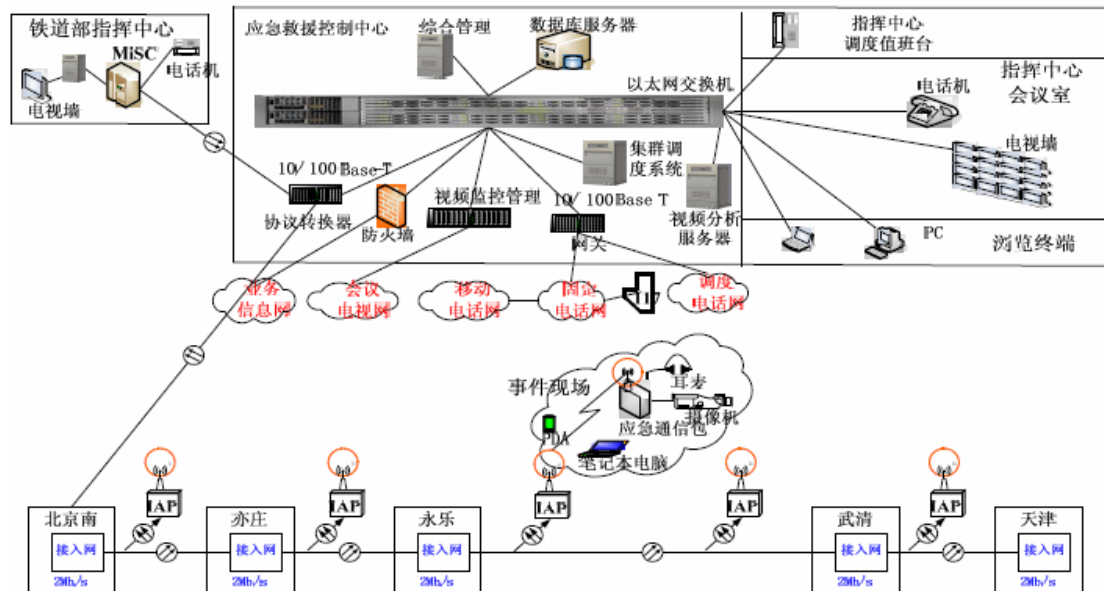 铁道部指挥中心
MiSC
电话机
电视墙
应急救援控制中心
综合管理
数据库服务器
以太网交换机
指挥中心
调度值班台
指挥中心
会议室
电话机
电视墙
PC
浏览终端
10/100Base-T
协议转换器
防火墙
视频监控管理
集群调
度系统
10/100Base T
网关
视频分析
服务器
业务
信息网
会议
电视网
移动
电话网
固定
电话网
调度
电话网
事件现场
耳麦
摄像机
应急通信包
PDA
笔记本电脑
IAP
IAP
IAP
IAP
IAP
北京南
接入网
2Mb/s
亦庄
接入网
2Mb/s
永乐
接入网
2Mb/s
武清
接入网
2Mb/s
天津
接入网
2Mb/s